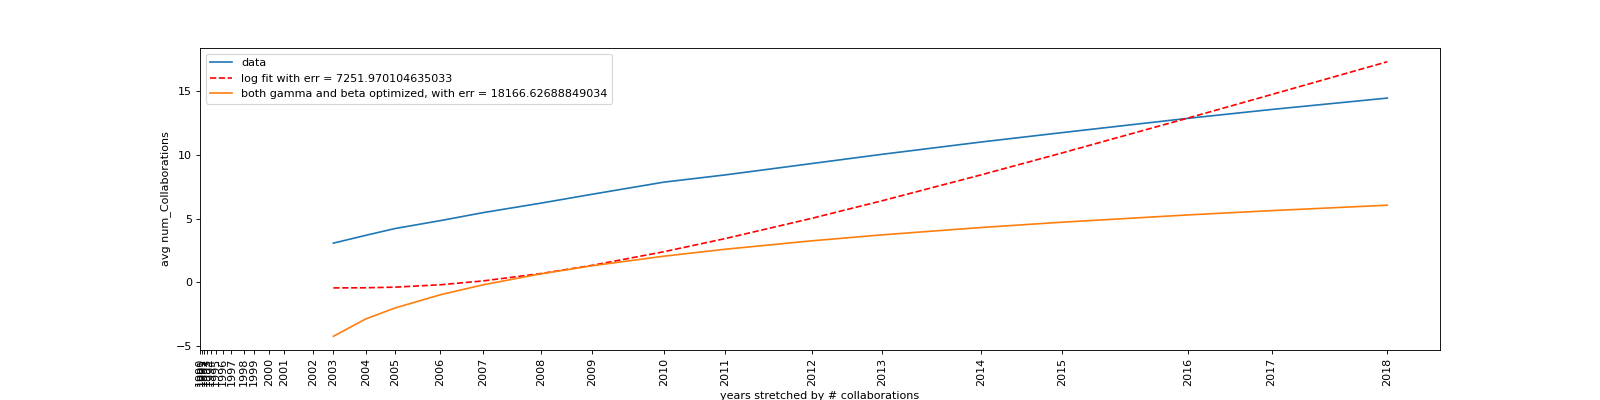 data
log fit with err = 7251.970104635033
both gamma and beta optimized, with err = 18166.62688849034
avg num_Collaborations
15
10
5
0
−5
1995 1996 1997 1998 1999 2000 2001 2002 2003 2004 2005 2006 2007 2008 2009 2010 2011 2012 2013 2014 2015 2016 2017 2018
years stretched by # collaborations